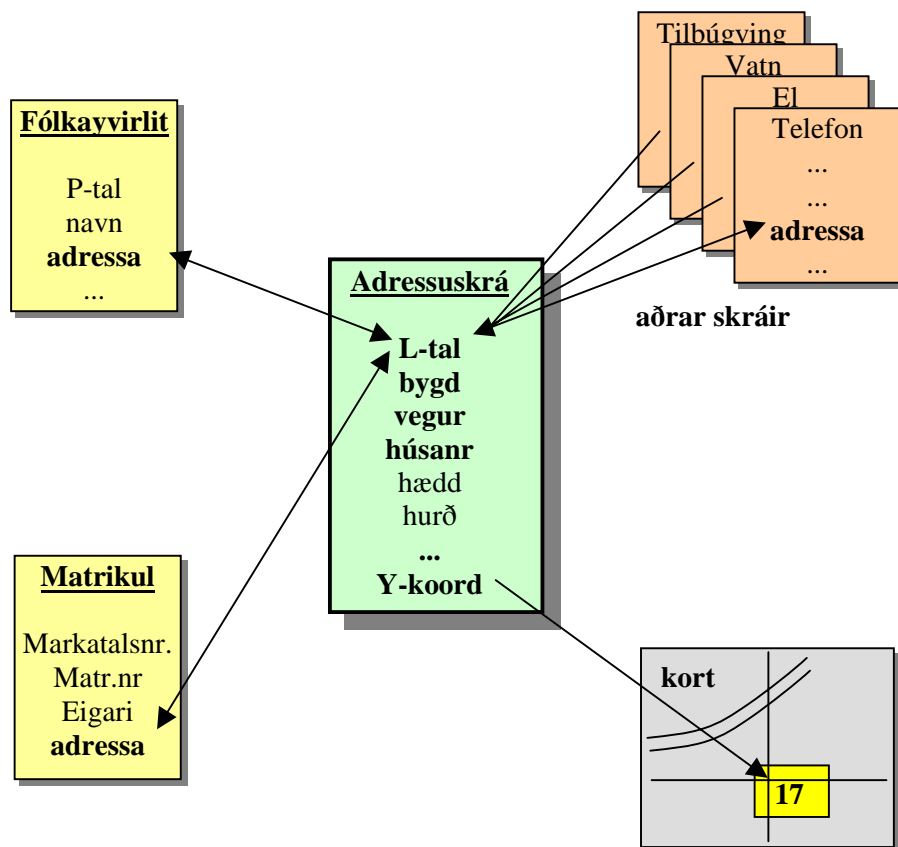 Fólkayvirlit
P-tal
navn
adressa
...
Tilbúgving
Vatn
El
Telefon
...
...
adressa
...
aðrar skráir
Adressuskrá
L-tal
bygd
vegur
húsanr
hædd
hurð
...
Y-koord
Matrikul
Markatalsnr.
Matr.nr
Eigari
adressa
kort
17